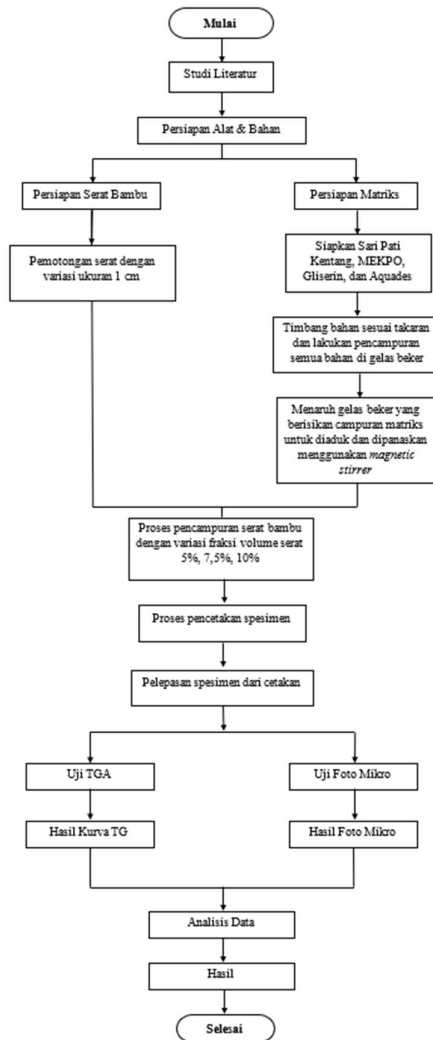 Mulai
Studi Literatur
Persiapan Alat & Bahan
Persiapan Serat Bambu
Pemotongan serat dengan
variasi ukuran 1 cm
Persiapan Matriks
Siapkan Sari Pati
Kentang, MEKPO,
Gliserin, dan Aquades
Timbang bahan sesuai takaran
dan lakukan pencampuran
semua bahan di gelas beker
Menaruh gelas beker yang
berisikan campuran matriks
untuk diaduk dan dipanaskan
menggunakan magnetic
stirrer
Proses pencampuran serat bambu
dengan variasi fraksi volume serat
5%, 7,5%, 10%
Proses pencetakan spesimen
Pelepasan spesimen dari cetakan
Uji TGA
Hasil Kurva TG
Uji Foto Mikro
Hasil Foto Mikro
Analisis Data
Hasil
Selesai